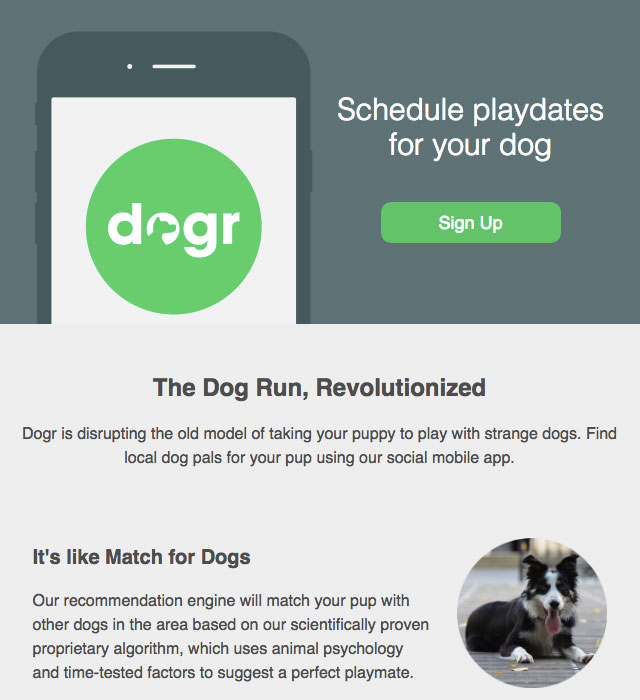 dogr
Schedule playdates
for your dog
Sign Up
The Dog Run, Revolutionized
Dogr is disrupting the old model of taking your puppy to play with strange dogs. Find
local dog pals for your pup using our social mobile app.
It's like Match for Dogs
Our recommendation engine will match your pup with
other dogs in the area based on our scientifically proven
proprietary algorithm, which uses animal psychology
and time-tested factors to suggest a perfect playmate.